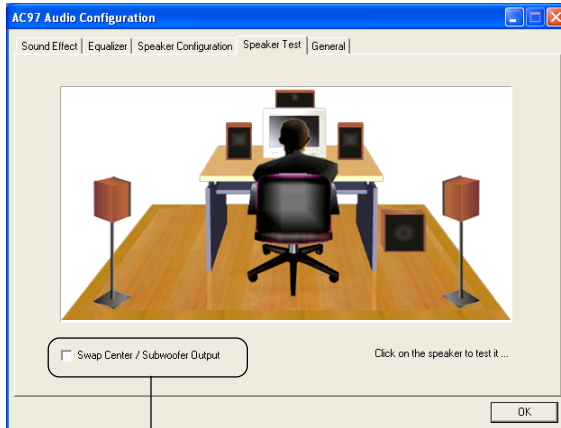 AC97 Audio Configuration
Sound Effect Equalizer Speaker Configuration Speaker Test General
Swap Center / Subwoofer Output
Click on the speaker to test it ...
OK